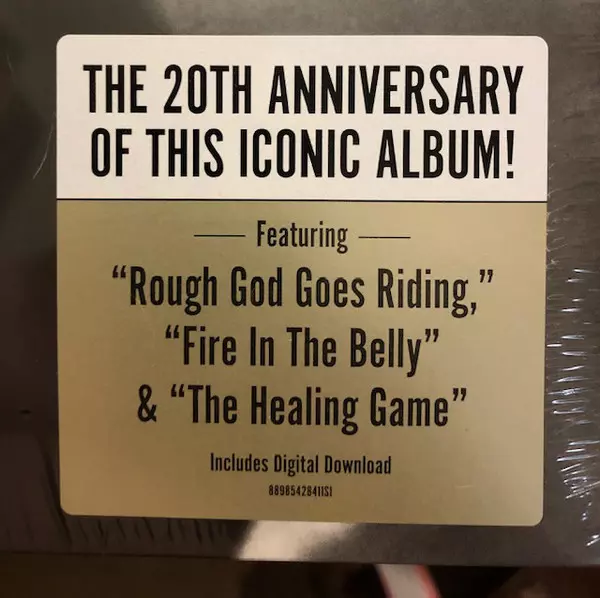 THE 20TH ANNIVERSARY
OF THIS ICONIC ALBUM!
Featuring
“Rough God Goes Riding,”
“Fire In The Belly”
& “The Healing Game”
Includes Digital Download
88985428411S1